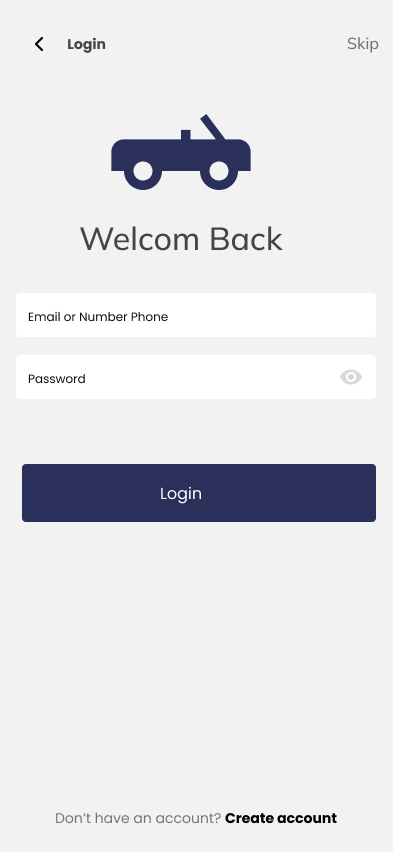 Login
Skip
Welcom Back
Email or Number Phone
Password
Login
Don't have an account? Create account